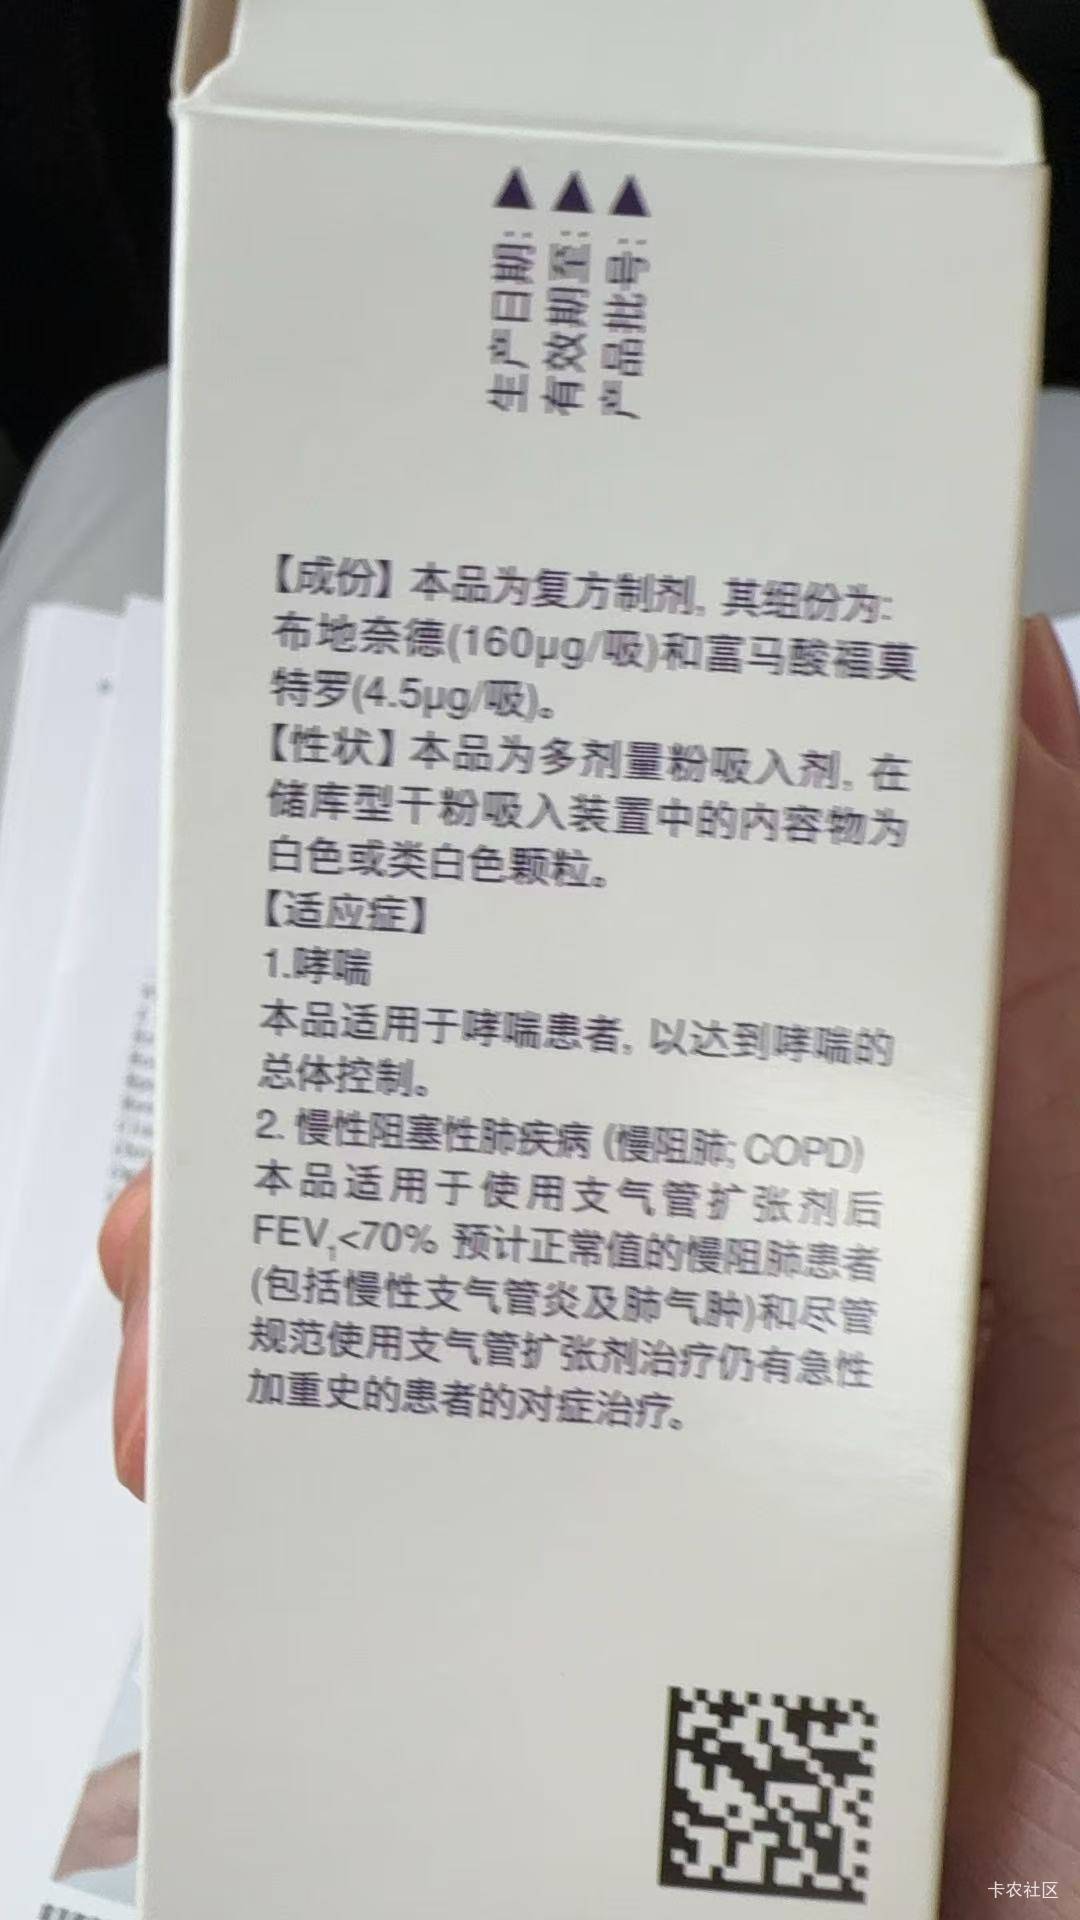 生产日期:
有效期至:
产品批号:
【成份】本品为复方制剂, 其组份为:
布地奈德(160μg/吸)和富马酸福莫
特罗(4.5μg/吸)。
【性状】本品为多剂量粉吸入剂, 在
储库型干粉吸入装置中的内容物为
白色或类白色颗粒。
【适应症】
1.哮喘
本品适用于哮喘患者, 以达到哮喘的
总体控制。
2. 慢性阻塞性肺疾病 (慢阻肺; COPD)
本品适用于使用支气管扩张剂后
FEV₁<70% 预计正常值的慢阻肺患者
(包括慢性支气管炎及肺气肿)和尽管
规范使用支气管扩张剂治疗仍有急性
加重史的患者的对症治疗。
卡农社区